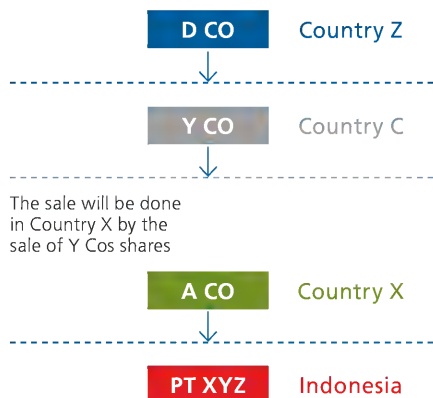 D CO Country Z
Y CO Country C
The sale will be done
in Country X by the
sale of Y Cos shares
A CO Country X
PT XYZ Indonesia